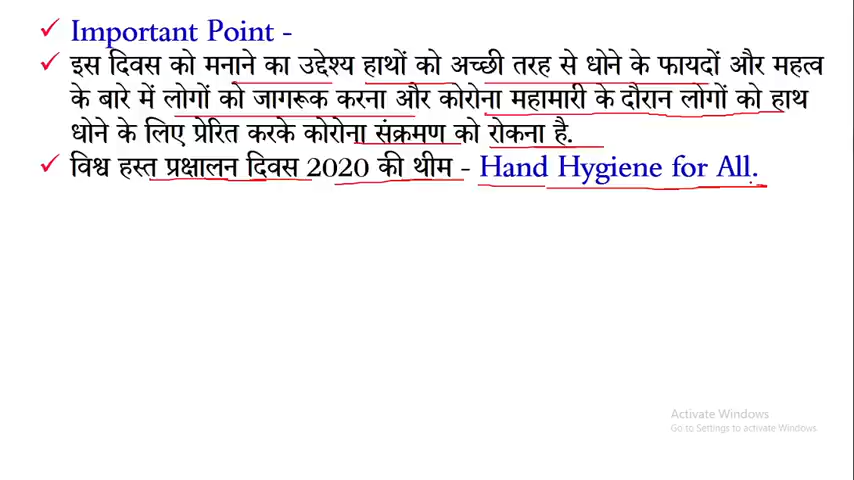 ✓ Important Point -
✓ इस दिवस को मनाने का उद्देश्य हाथों को अच्छी तरह से धोने के फायदों और महत्व
के बारे में लोगों को जागरूक करना और कोरोना महामारी के दौरान लोगों को हाथ
धोने के लिए प्रेरित करके कोरोना संक्रमण को रोकना है.
✓ विश्व हस्त प्रक्षालन दिवस 2020 की थीम - Hand Hygiene for All.
Activate Windows
Go to Settings to activate Windows.